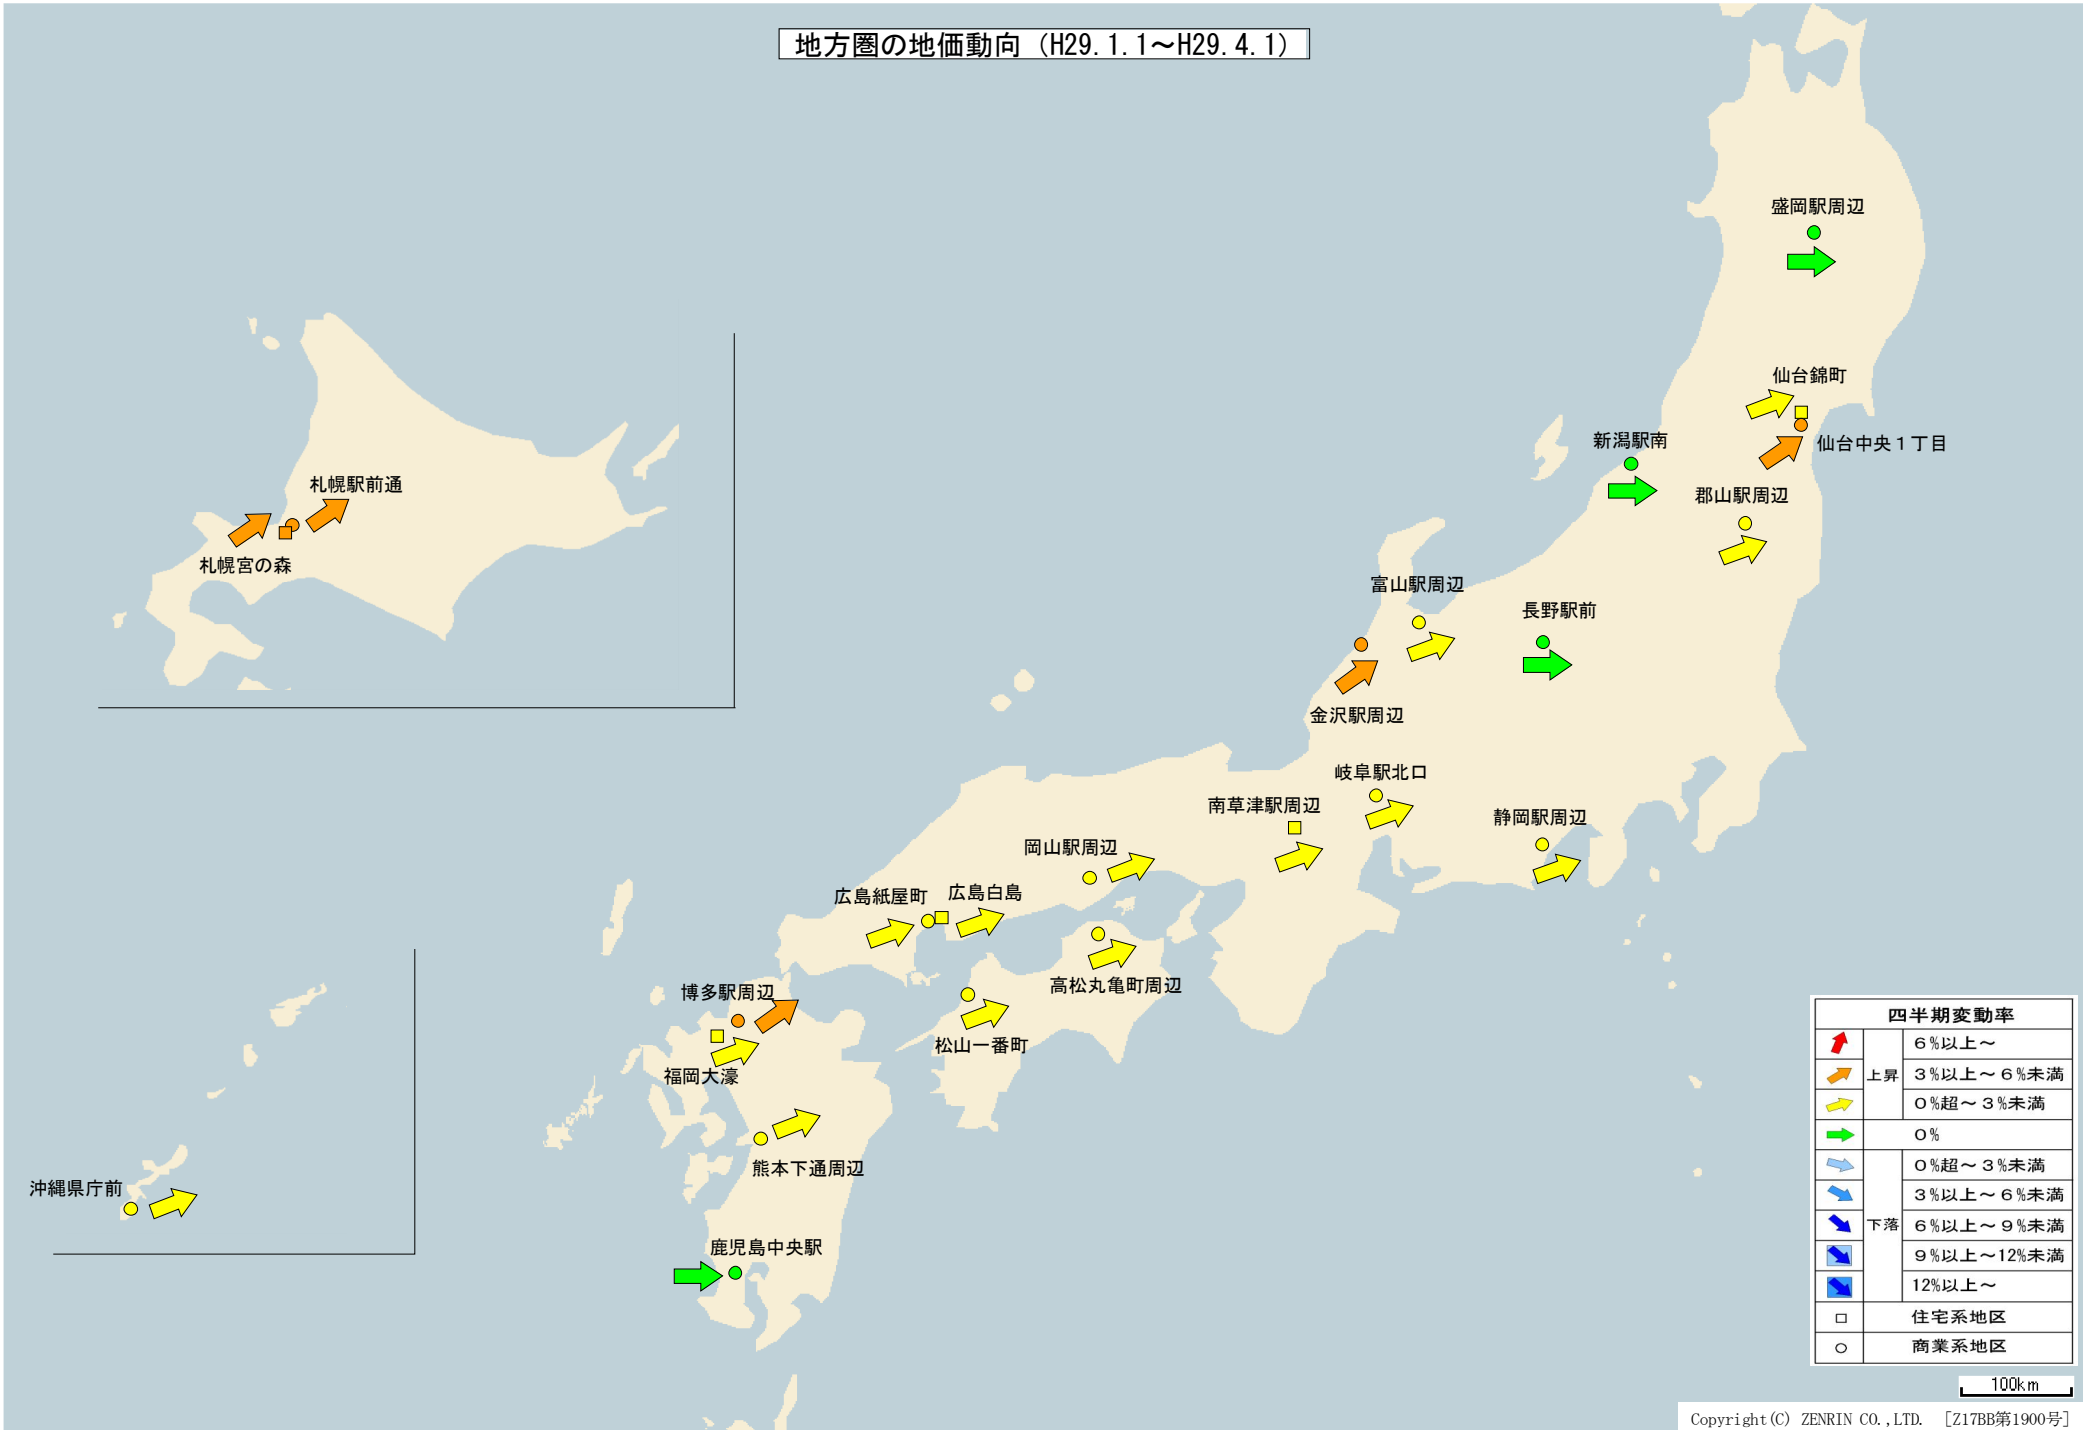 地方圏の地価動向（H29.1.1～H29.4.1）
盛岡駅周辺
仙台錦町
仙台中央１丁目
新潟駅南
郡山駅周辺
札幌駅前通
札幌宮の森
富山駅周辺
長野駅前
金沢駅周辺
岐阜駅北口
南草津駅周辺
静岡駅周辺
岡山駅周辺
広島紙屋町
広島白島
高松丸亀町周辺
博多駅周辺
松山一番町
福岡大濠
熊本下通周辺
沖縄県庁前
鹿児島中央駅
四半期変動率
上昇
６%以上～
３%以上～６%未満
０%超～３%未満
０%
下落
０%超～３%未満
３%以上～６%未満
６%以上～９%未満
９%以上～12%未満
12%以上～
住宅系地区
商業系地区
100km
Copyright(C) ZENRIN CO.,LTD. [Z17BB第1900号]